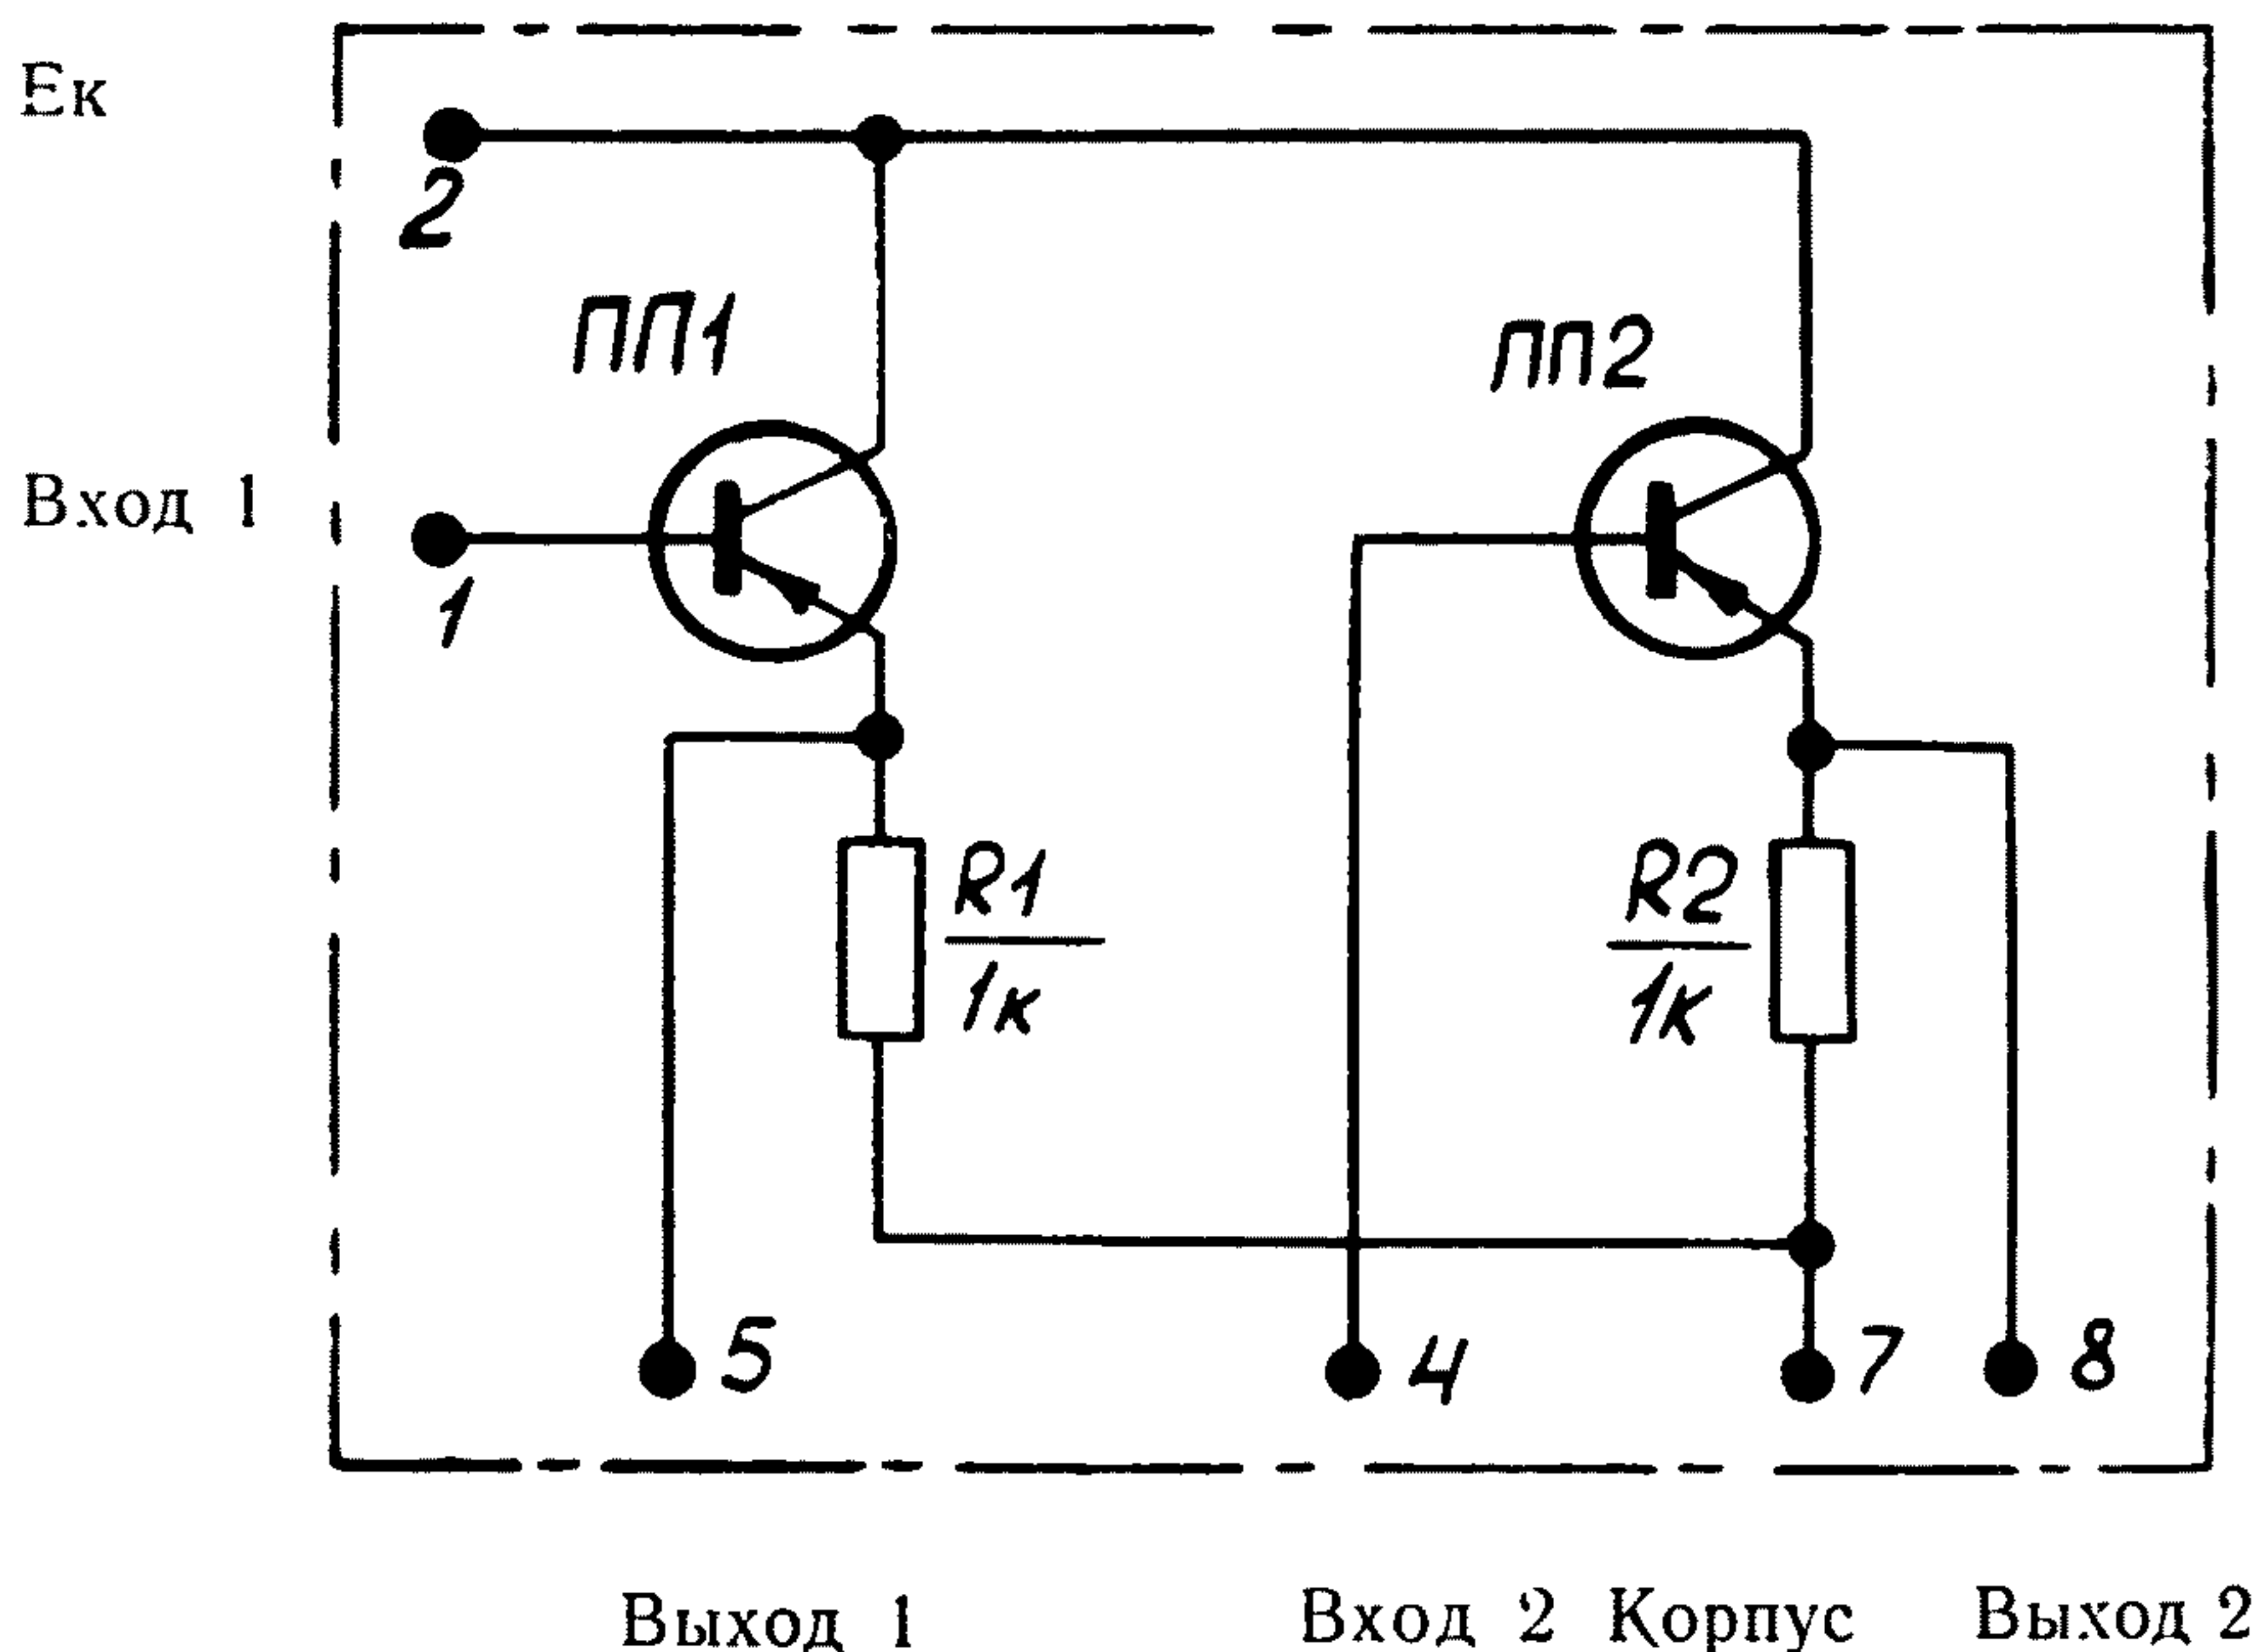 Ек
2
ПП1
ПП2
Вход 1
1
R1
1к
R2
1к
5
4
7
8
Выход 1
Вход 2
Корпус
Выход 2